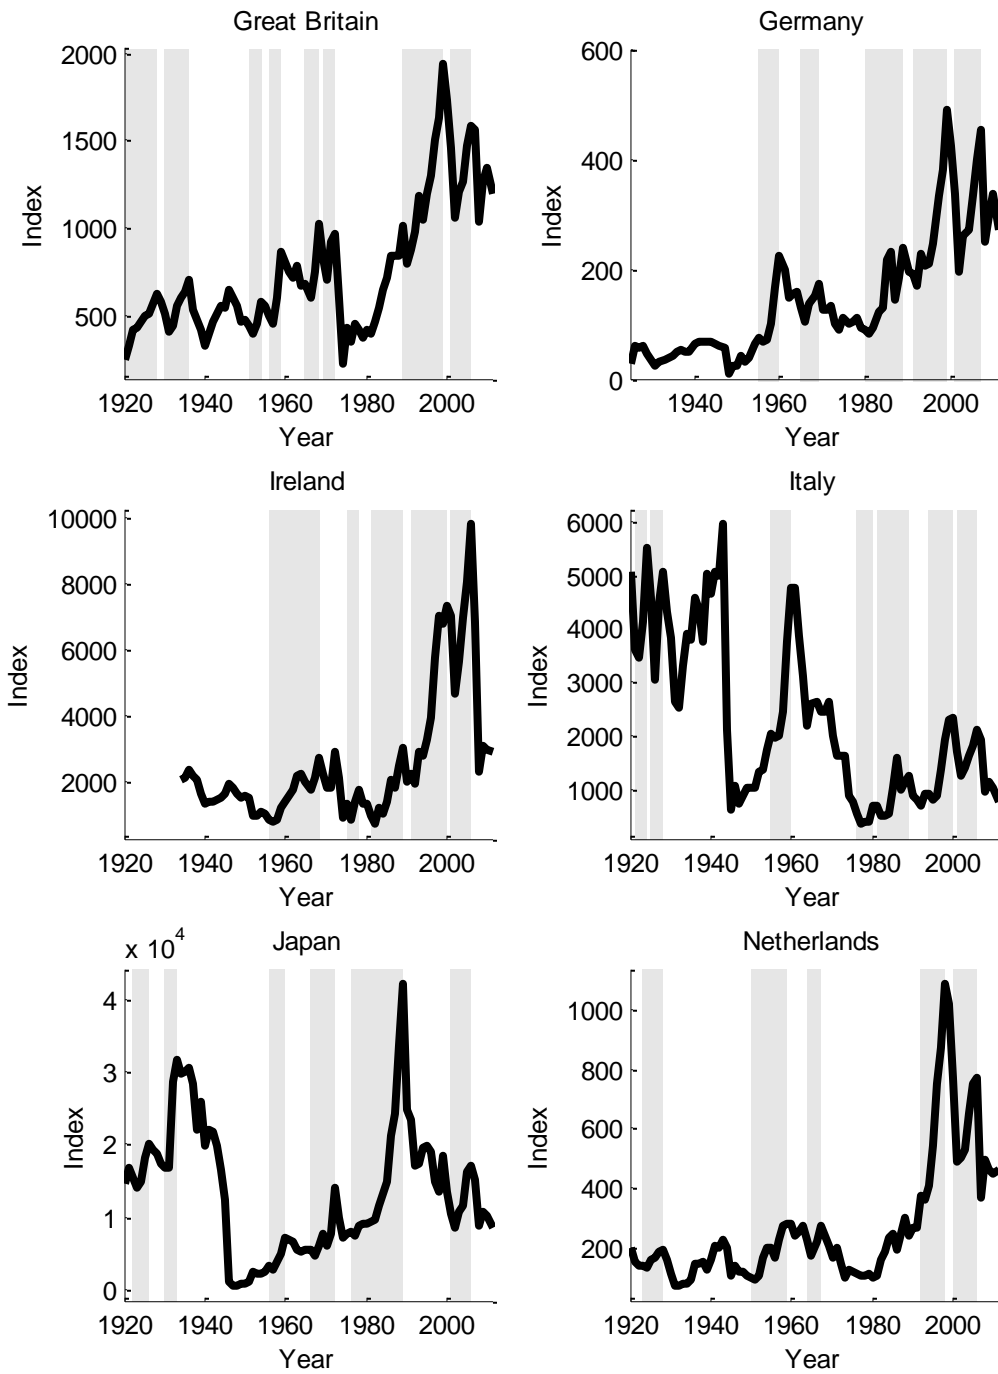 Great Britain
2000
1500
1000
500
Index
1920 1940 1960 1980 2000
Year
Germany
600
400
200
0
Index
1940 1960 1980 2000
Year
Ireland
10000
8000
6000
4000
2000
Index
1920 1940 1960 1980 2000
Year
Italy
6000
5000
4000
3000
2000
1000
Index
1920 1940 1960 1980 2000
Year
x 10^4
Japan
4
3
2
1
0
Index
1920 1940 1960 1980 2000
Year
Netherlands
1000
800
600
400
200
Index
1920 1940 1960 1980 2000
Year